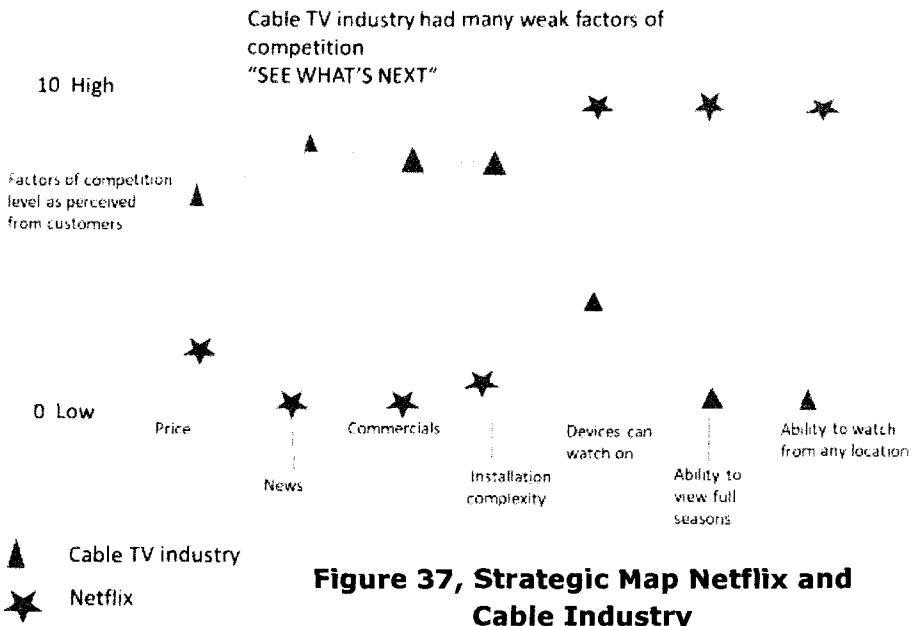 Cable TV industry had many weak factors of
competition
"SEE WHAT'S NEXT"
10 High
Factors of competition
level as perceived
from customers
0 Low
Price
News
Commercials
Installation
complexity
Devices can
watch on
Ability to
view full
seasons
Ability to watch
from any location
Cable TV industry
Netflix
Figure 37, Strategic Map Netflix and
Cable Industry